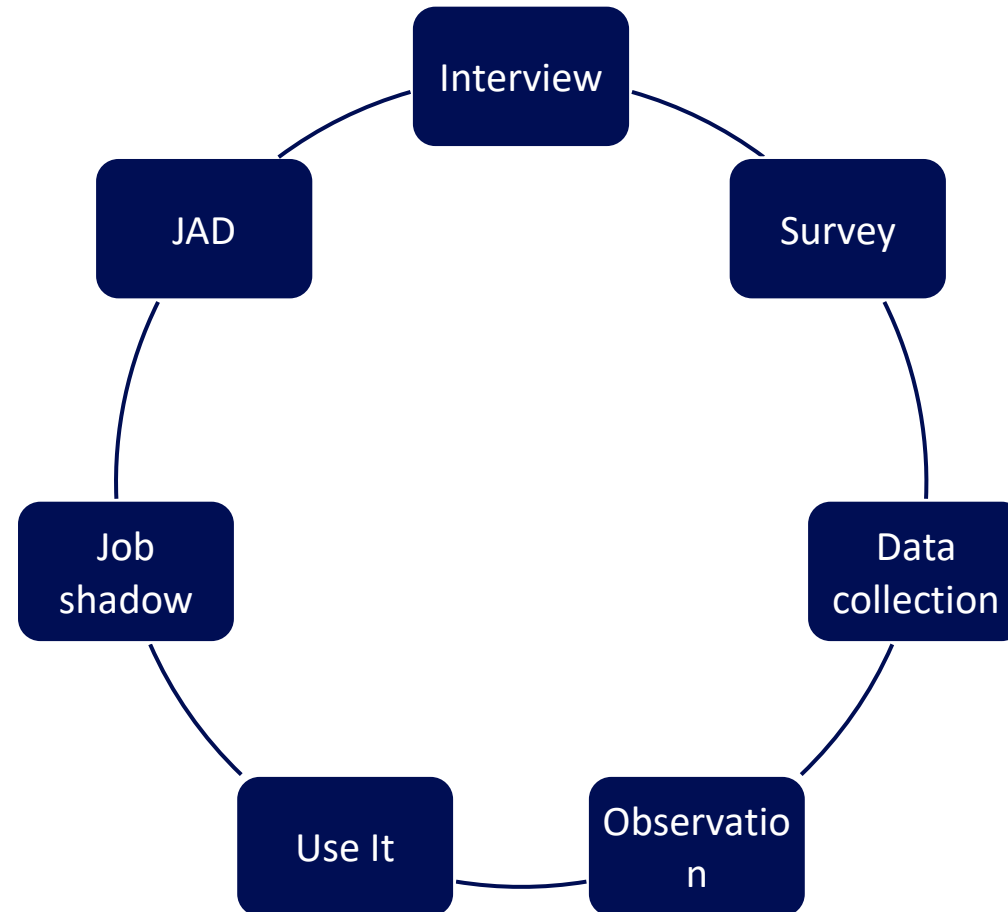 Interview
JAD
Survey
Job
shadow
Data
collection
Use It
Observatio
n